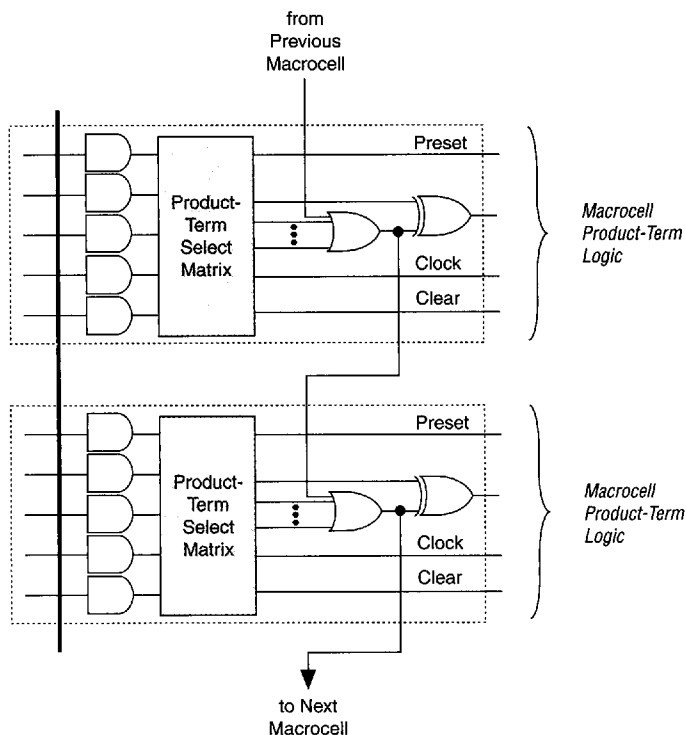 from
Previous
Macrocell
Preset
Product-
Term
Select
Matrix
Clock
Clear
Macrocell
Product-Term
Logic
Preset
Product-
Term
Select
Matrix
Clock
Clear
Macrocell
Product-Term
Logic
to Next
Macrocell